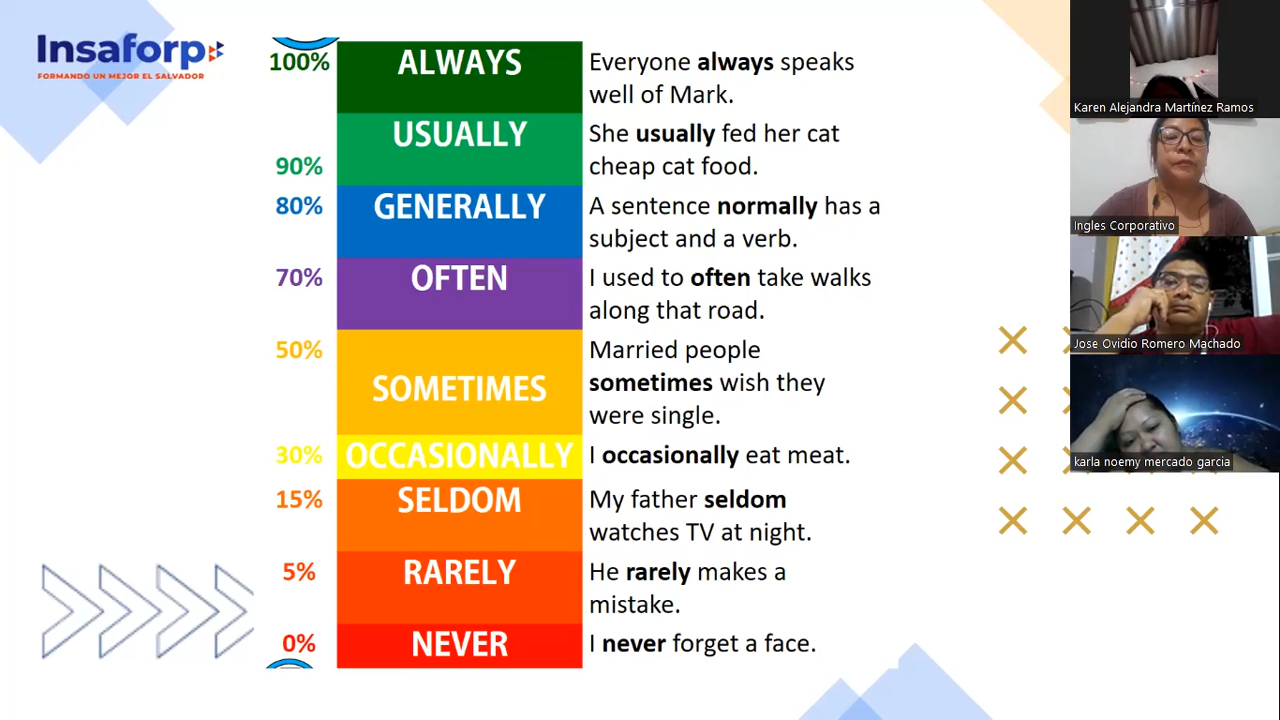 Insaforp
FORMANDO UN MEJOR EL SALVADOR
100%
ALWAYS
Everyone always speaks
well of Mark.
90%
USUALLY
She usually fed her cat
cheap cat food.
80%
GENERALLY
A sentence normally has a
subject and a verb.
70%
OFTEN
I used to often take walks
along that road.
50%
SOMETIMES
Married people
sometimes wish they
were single.
30%
OCCASIONALLY
I occasionally eat meat.
15%
SELDOM
My father seldom
watches TV at night.
5%
RARELY
He rarely makes a
mistake.
0%
NEVER
I never forget a face.
Karen Alejandra Martínez Ramos
Ingles Corporativo
Jose Ovidio Romero Machado
karla noemy mercado garcia